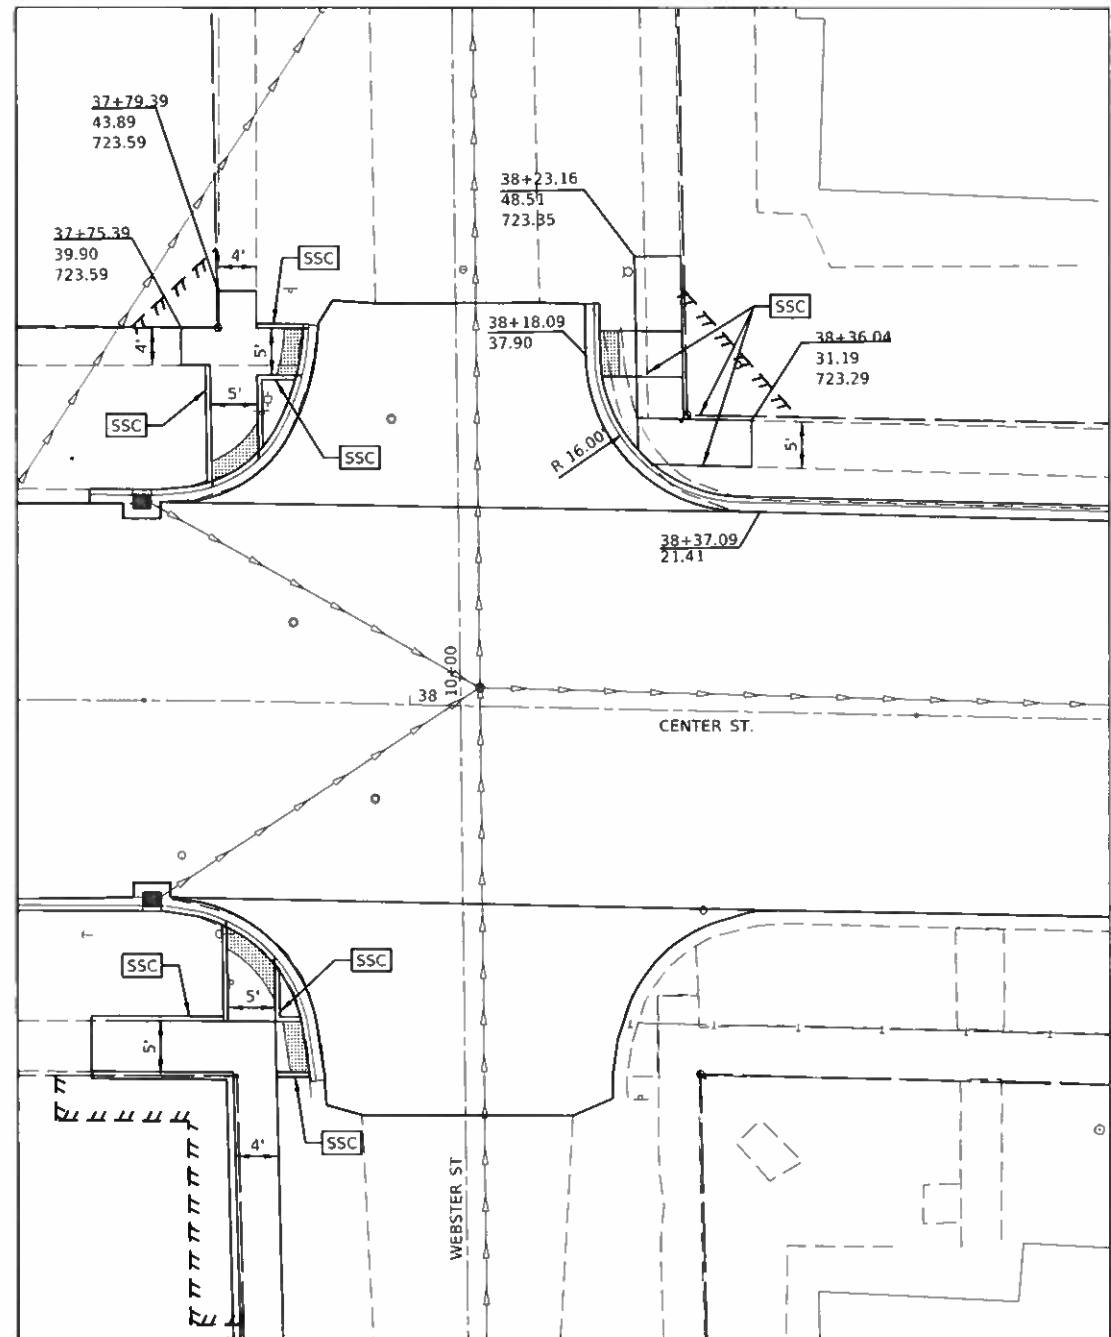 37+79.39
43.89
723.59
38+23.16
48.51
723.35
37+75.39
39.90
723.59
4'
SSC
SSC
38+18.09
37.90
38+36.04
31.19
723.29
4'
5'
5'
SSC
SSC
R 16.00'
5'
38+37.09
21.41
38
10+00
CENTER ST.
SSC
SSC
5'
5'
SSC
4'
WEBSTER ST